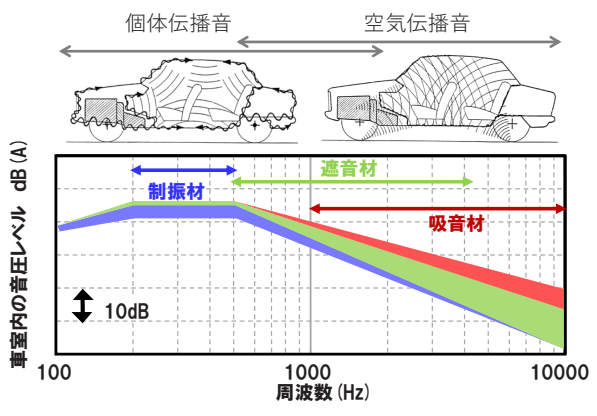 個体伝播音
空気伝播音
車室内の音圧レベル dB(A)
制振材
遮音材
吸音材
10dB
100
1000
10000
周波数(Hz)